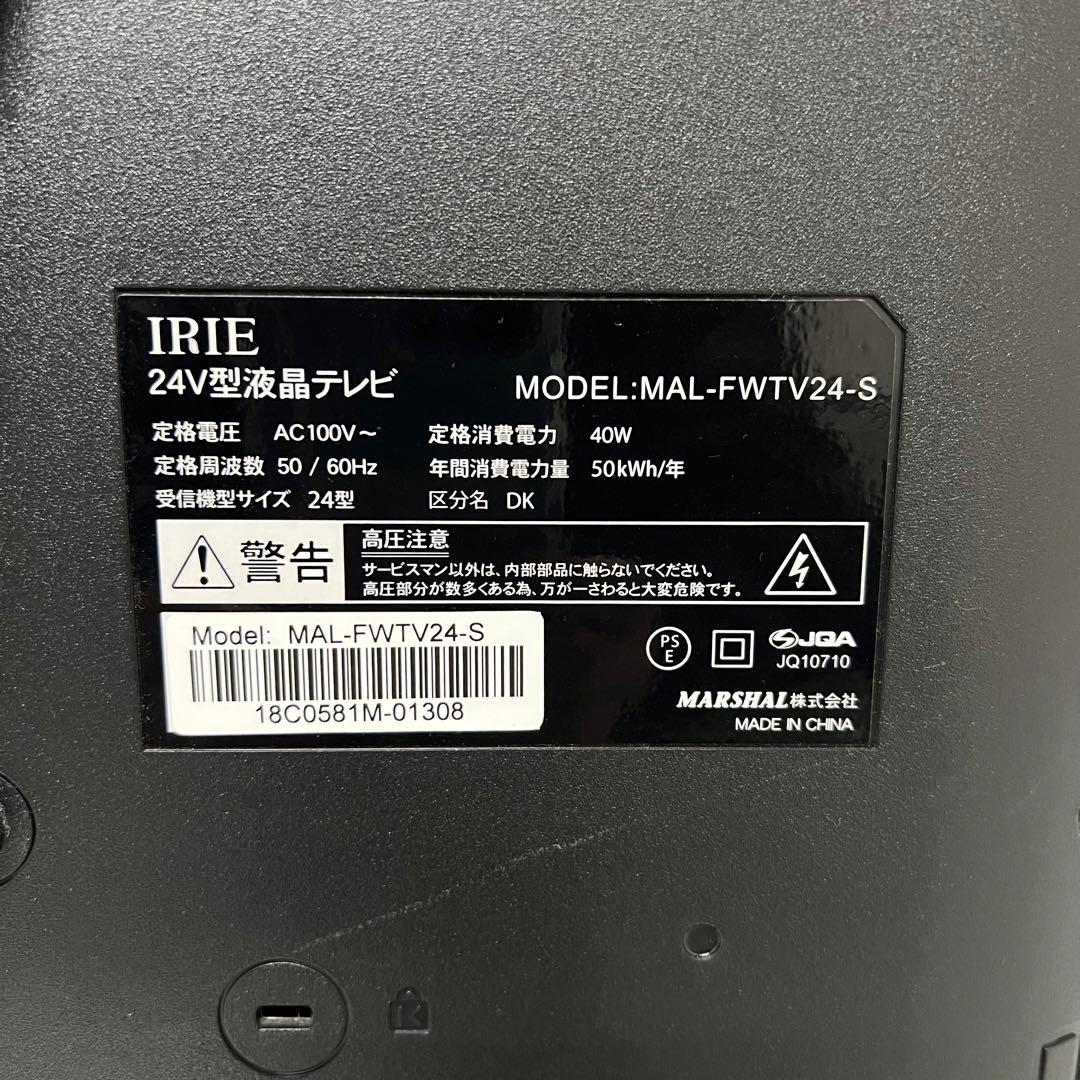 IRIE
24V型液晶テレビ MODEL:MAL-FWTV24-S
定格電圧 AC100V～ 定格消費電力 40W
定格周波数 50 / 60Hz 年間消費電力量 50kWh/年
受信機型サイズ 24型 区分名 DK
警告
高圧注意
サービスマン以外は、内部部品に触らないでください。
高圧部分が数多くある為、万が一さわると大変危険です。
Model: MAL-FWTV24-S
18C0581M-01308
PS
E
JQA
JQ10710
MARSHAL株式会社
MADE IN CHINA